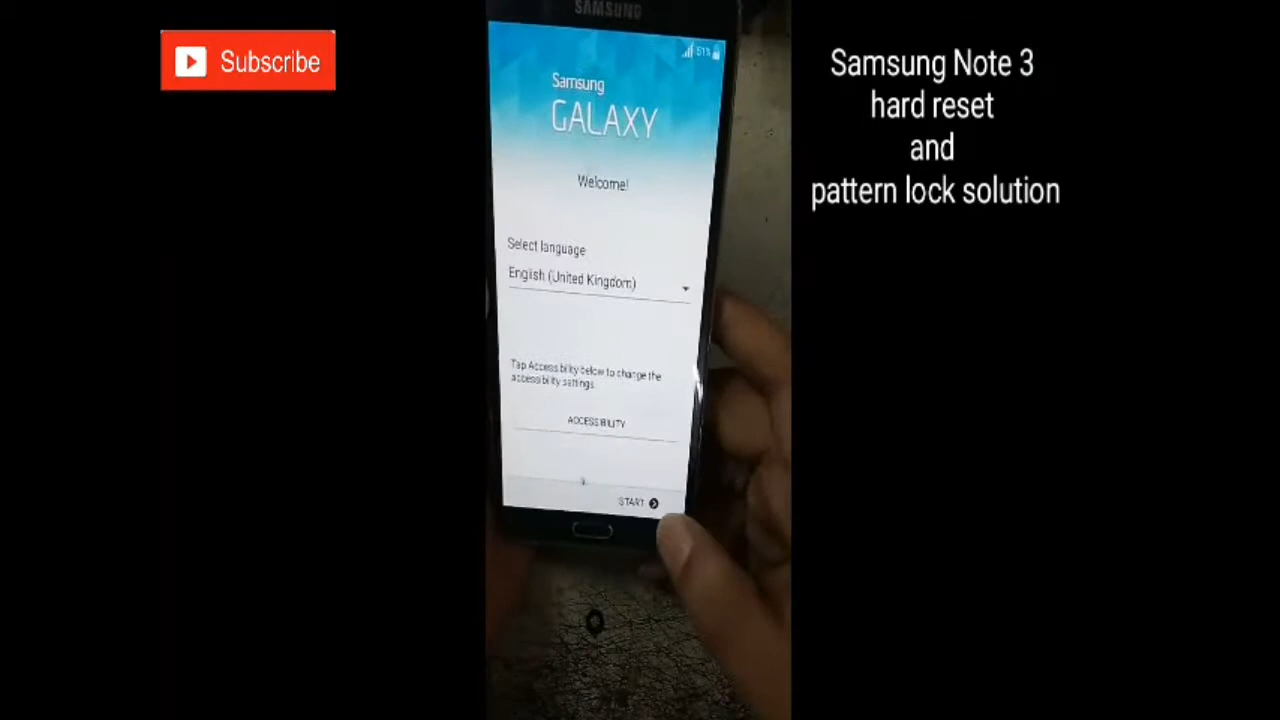 Subscribe
SAMSUNG
51%
Samsung
GALAXY
Welcome!
Select language
English (United Kingdom)
Tap Accessibility below to change the
accessibility settings.
ACCESSIBILITY
START
Samsung Note 3
hard reset
and
pattern lock solution